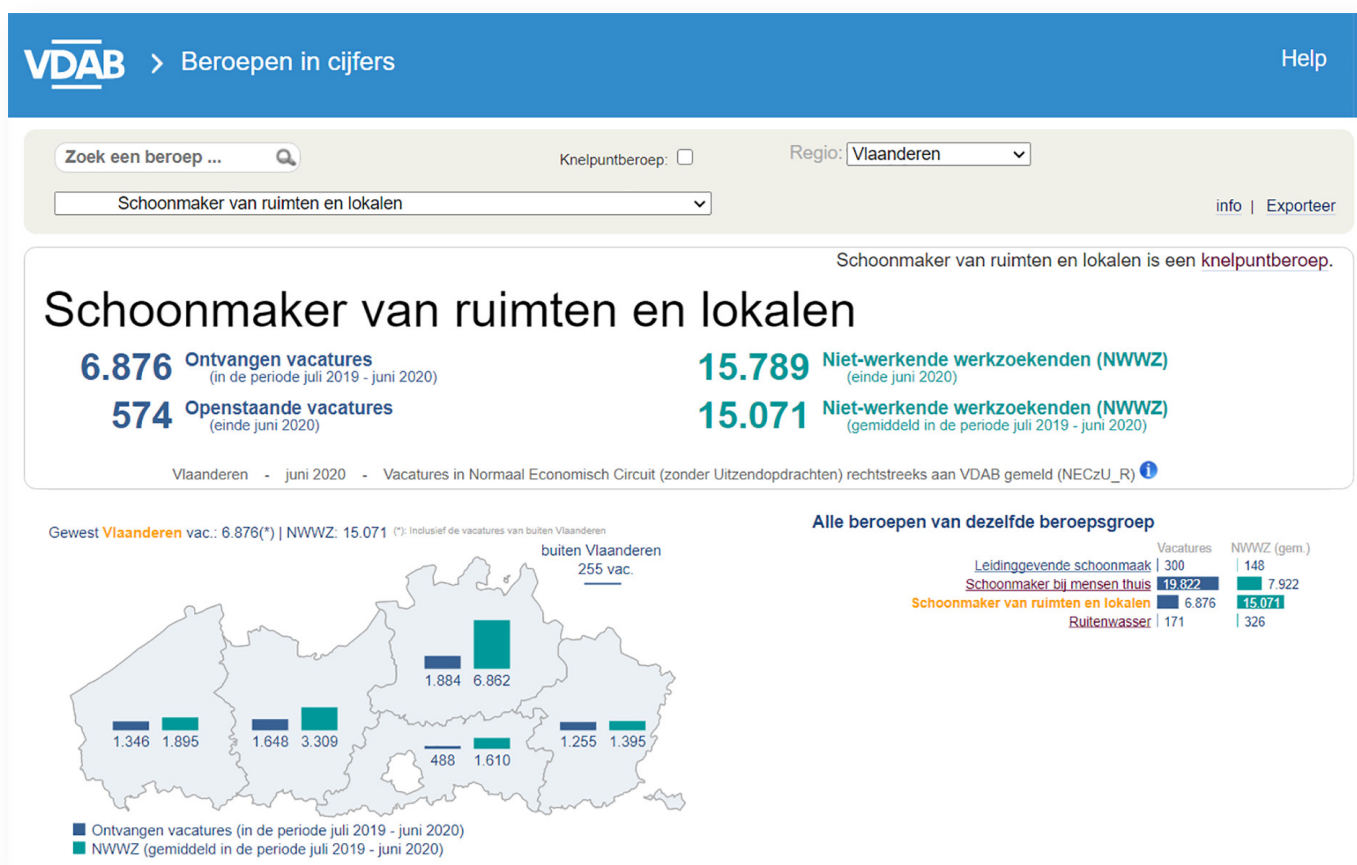 VDAB > Beroepen in cijfers
Help
Zoek een beroep ...
Knelpuntberoep:
Regio: Vlaanderen
Schoonmaker van ruimten en lokalen
info | Exporteer
Schoonmaker van ruimten en lokalen is een knelpuntberoep.
Schoonmaker van ruimten en lokalen
6.876 Ontvangen vacatures
(in de periode juli 2019 - juni 2020)
574 Openstaande vacatures
(einde juni 2020)
15.789 Niet-werkende werkzoekenden (NWWZ)
(einde juni 2020)
15.071 Niet-werkende werkzoekenden (NWWZ)
(gemiddeld in de periode juli 2019 - juni 2020)
Vlaanderen - juni 2020 - Vacatures in Normaal Economisch Circuit (zonder Uitzendopdrachten) rechtstreeks aan VDAB gemeld (NECzU_R) i
Gewest Vlaanderen vac.: 6.876(*) | NWWZ: 15.071 (*): Inclusief de vacatures van buiten Vlaanderen
buiten Vlaanderen
255 vac.
1.884 6.862
1.346 1.895
1.648 3.309
488 1.610
1.255 1.395
Ontvangen vacatures (in de periode juli 2019 - juni 2020)
NWWZ (gemiddeld in de periode juli 2019 - juni 2020)
Alle beroepen van dezelfde beroepsgroep
Vacatures NWWZ (gem.)
Leidinggevende schoonmaak 300 148
Schoonmaker bij mensen thuis 19.822 7.922
Schoonmaker van ruimten en lokalen 6.876 15.071
Ruitenwasser 171 326